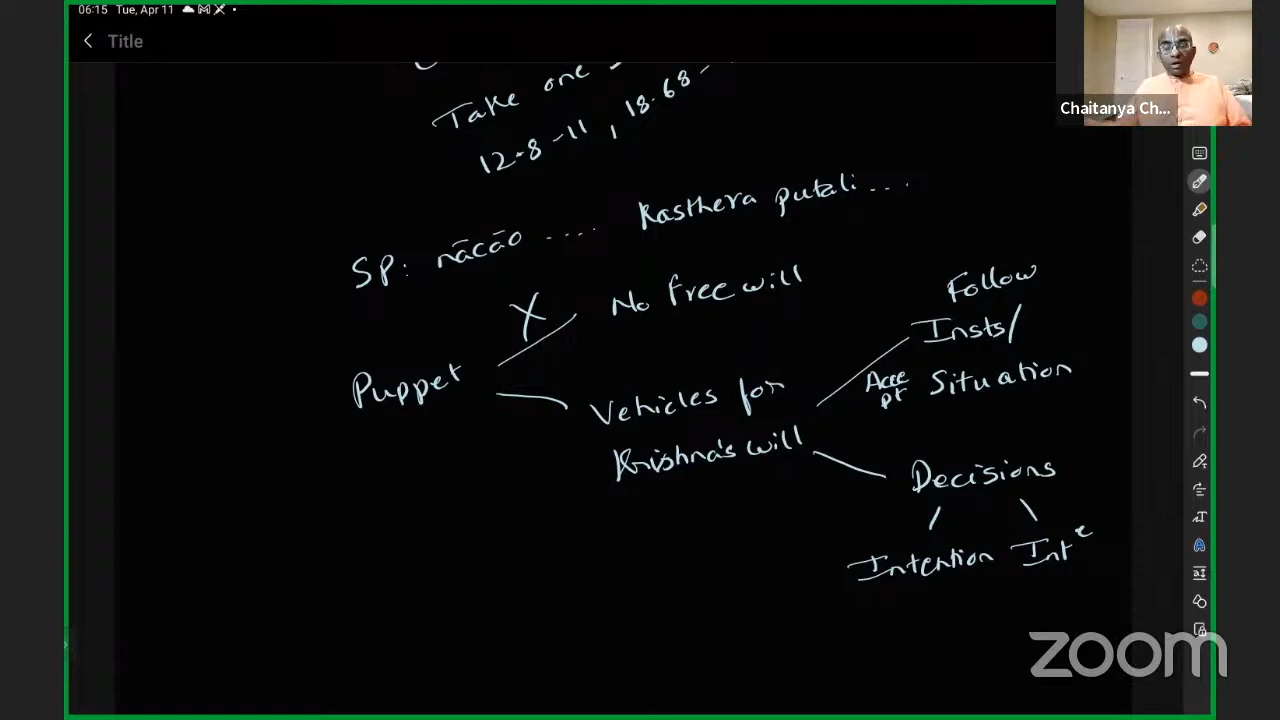 06:15 Tue, Apr 11
Title
Chaitanya Ch...
Take one
12.8-11, 18.68-
SP: nācāo .... Kasthera putali ...
X
No free will
Puppet
Vehicles for
Krishna's will
Follow
Insts/
Acce
pt Situation
Decisions
Intention Int e
zoom